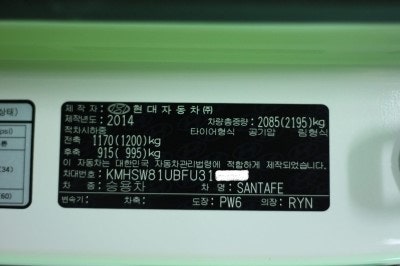 제 작 자 : 현대자동차㈜
제작년도 : 2014 차량총중량 : 2085(2195)kg
적차시하중 타이어형식 공기압 림형식
전축 1170(1200)kg
후축 915( 995)kg
이 자동차는 대한민국 자동차관리법령에 적합하게 제작되었습니다.
차대번호 : KMHSW81UBFU31
차종 : 승용차 SANTAFE
변속기 : 차축 : 도장 : PW6 의장 : RYN
상태)
psi)
(34)
(60)